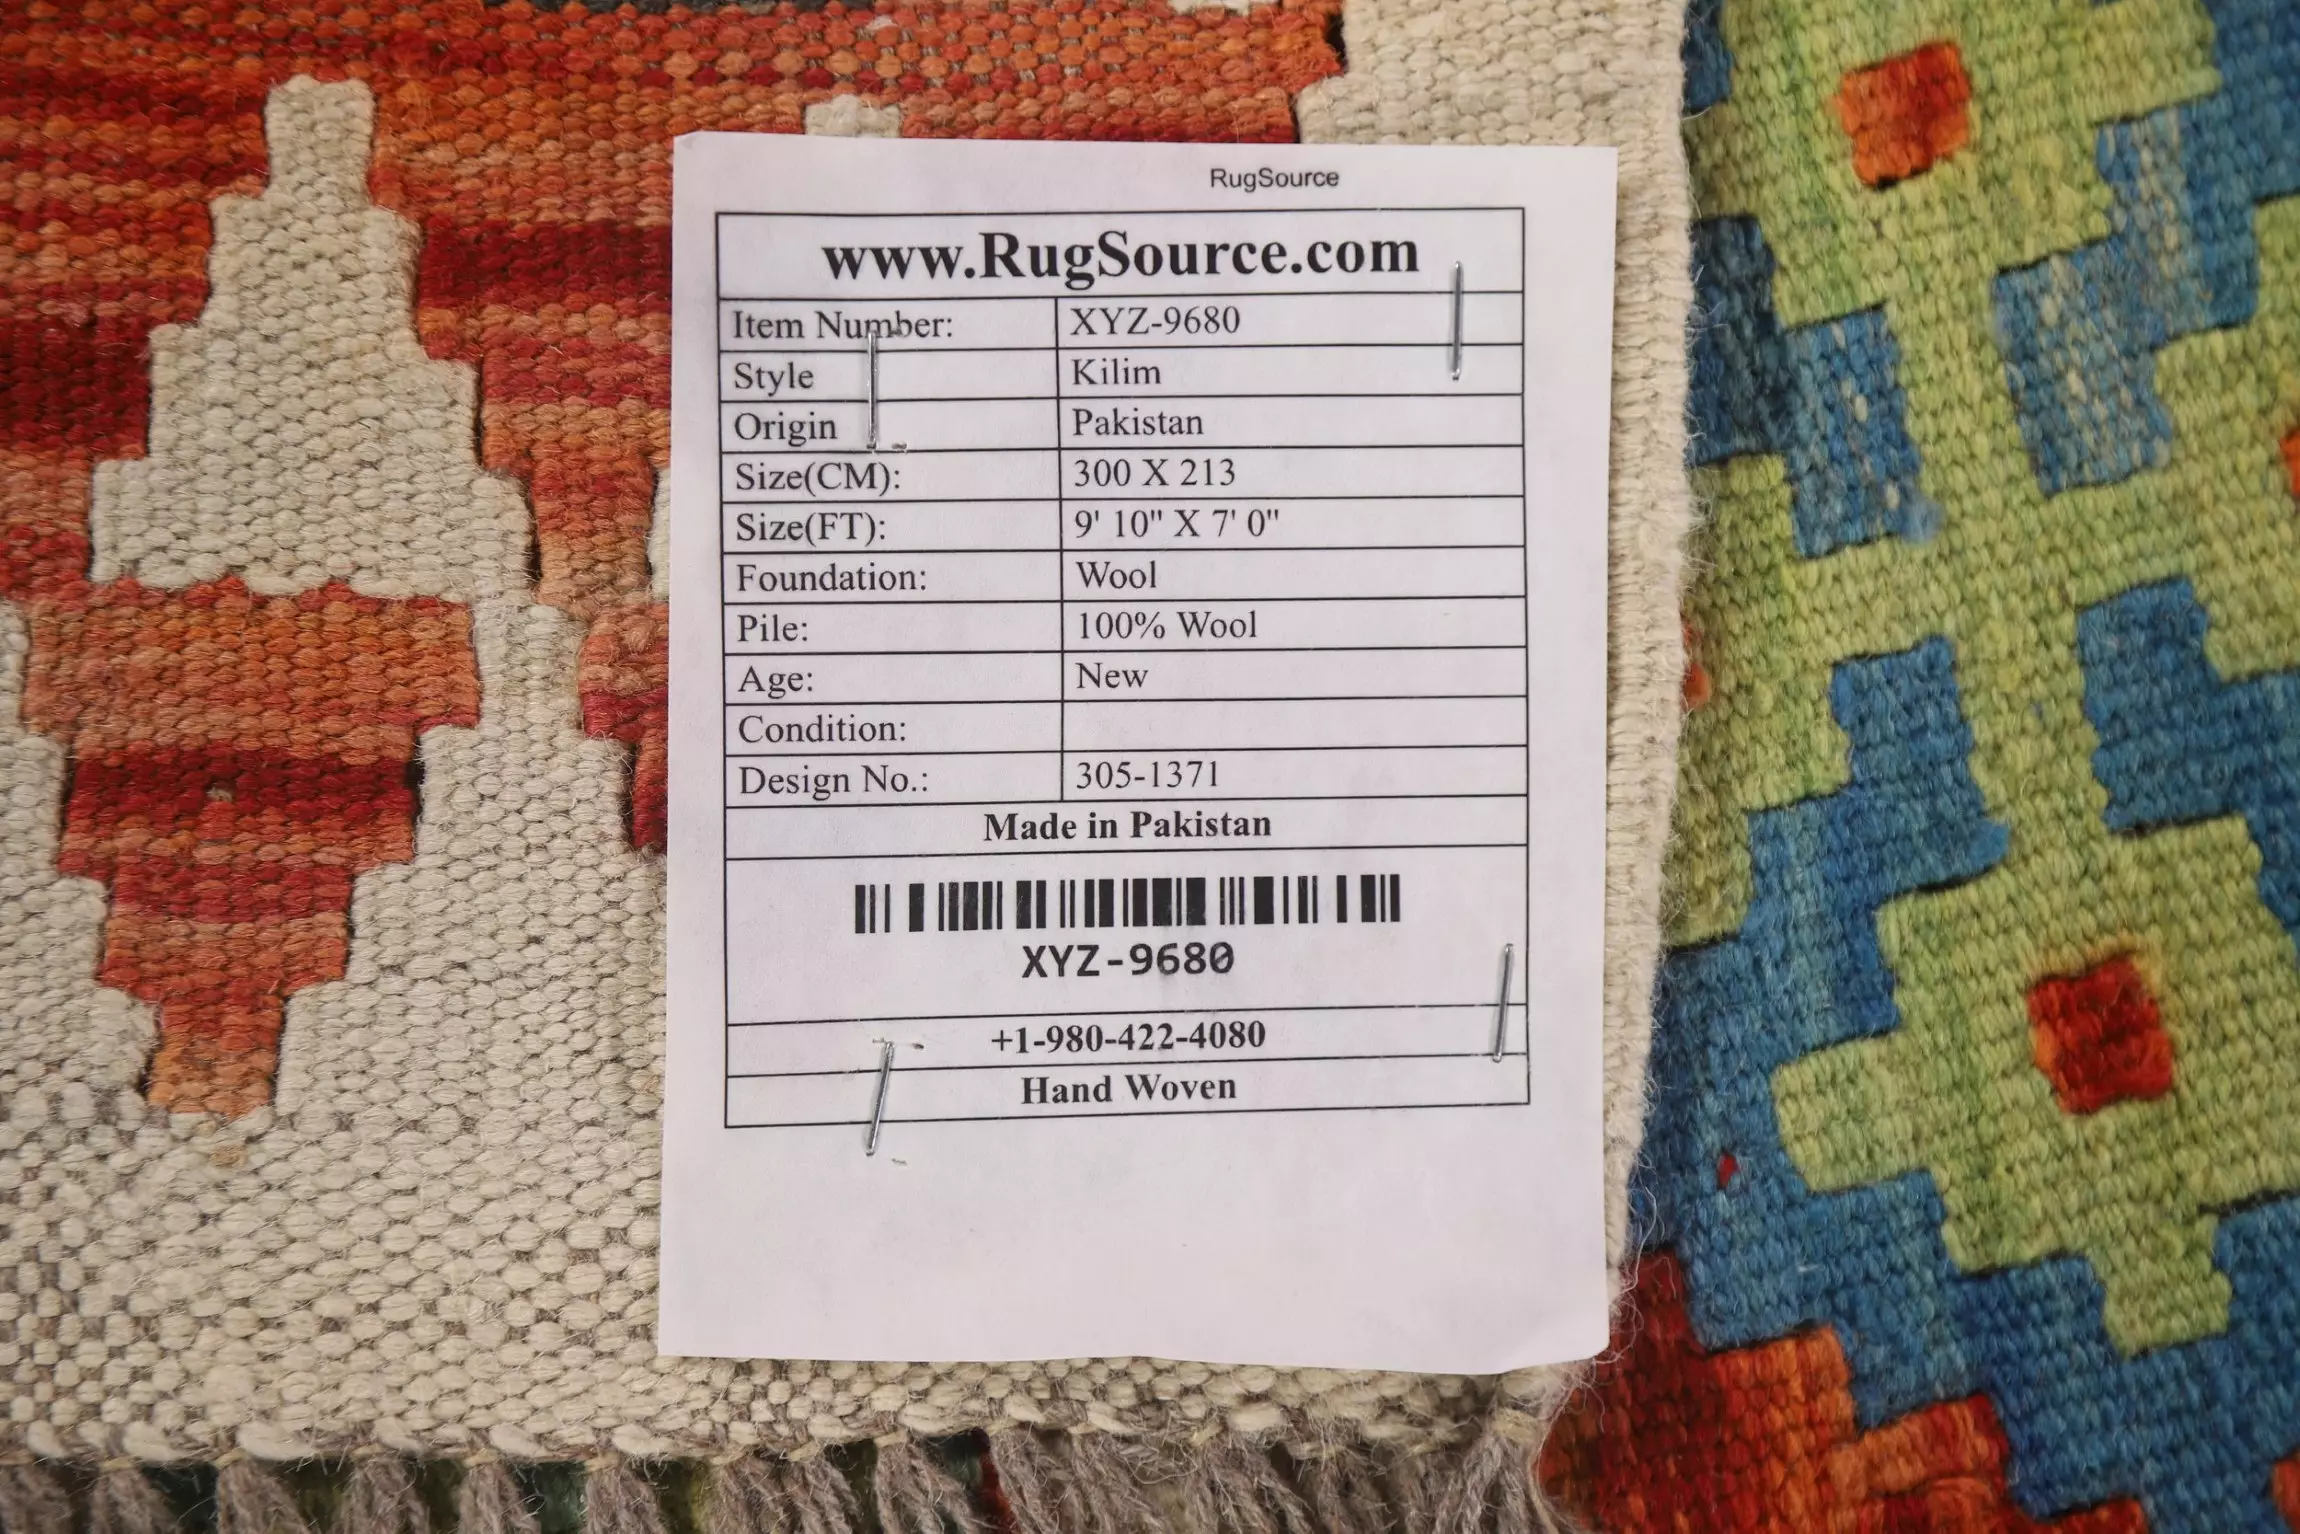 RugSource
www.RugSource.com
Item Number: XYZ-9680
Style Kilim
Origin Pakistan
Size(CM): 300 X 213
Size(FT): 9' 10" X 7' 0"
Foundation: Wool
Pile: 100% Wool
Age: New
Condition:
Design No.: 305-1371
Made in Pakistan
XYZ-9680
+1-980-422-4080
Hand Woven